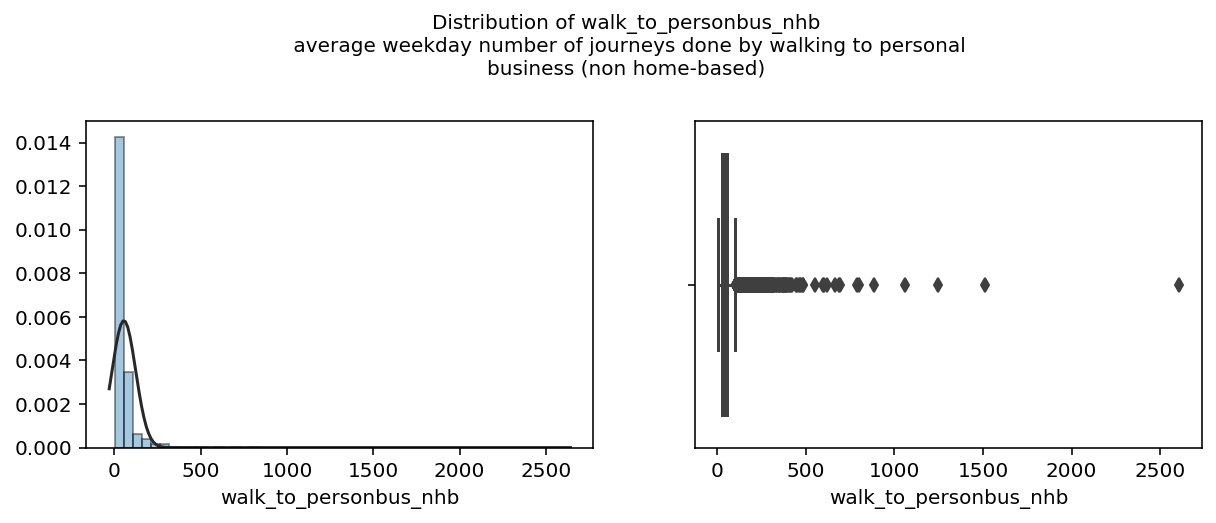 Distribution of walk_to_personbus_nhb
average weekday number of journeys done by walking to personal
business (non home-based)
0.014
0.012
0.010
0.008
0.006
0.004
0.002
0.000
0 500 1000 1500 2000 2500
walk_to_personbus_nhb
0 500 1000 1500 2000 2500
walk_to_personbus_nhb